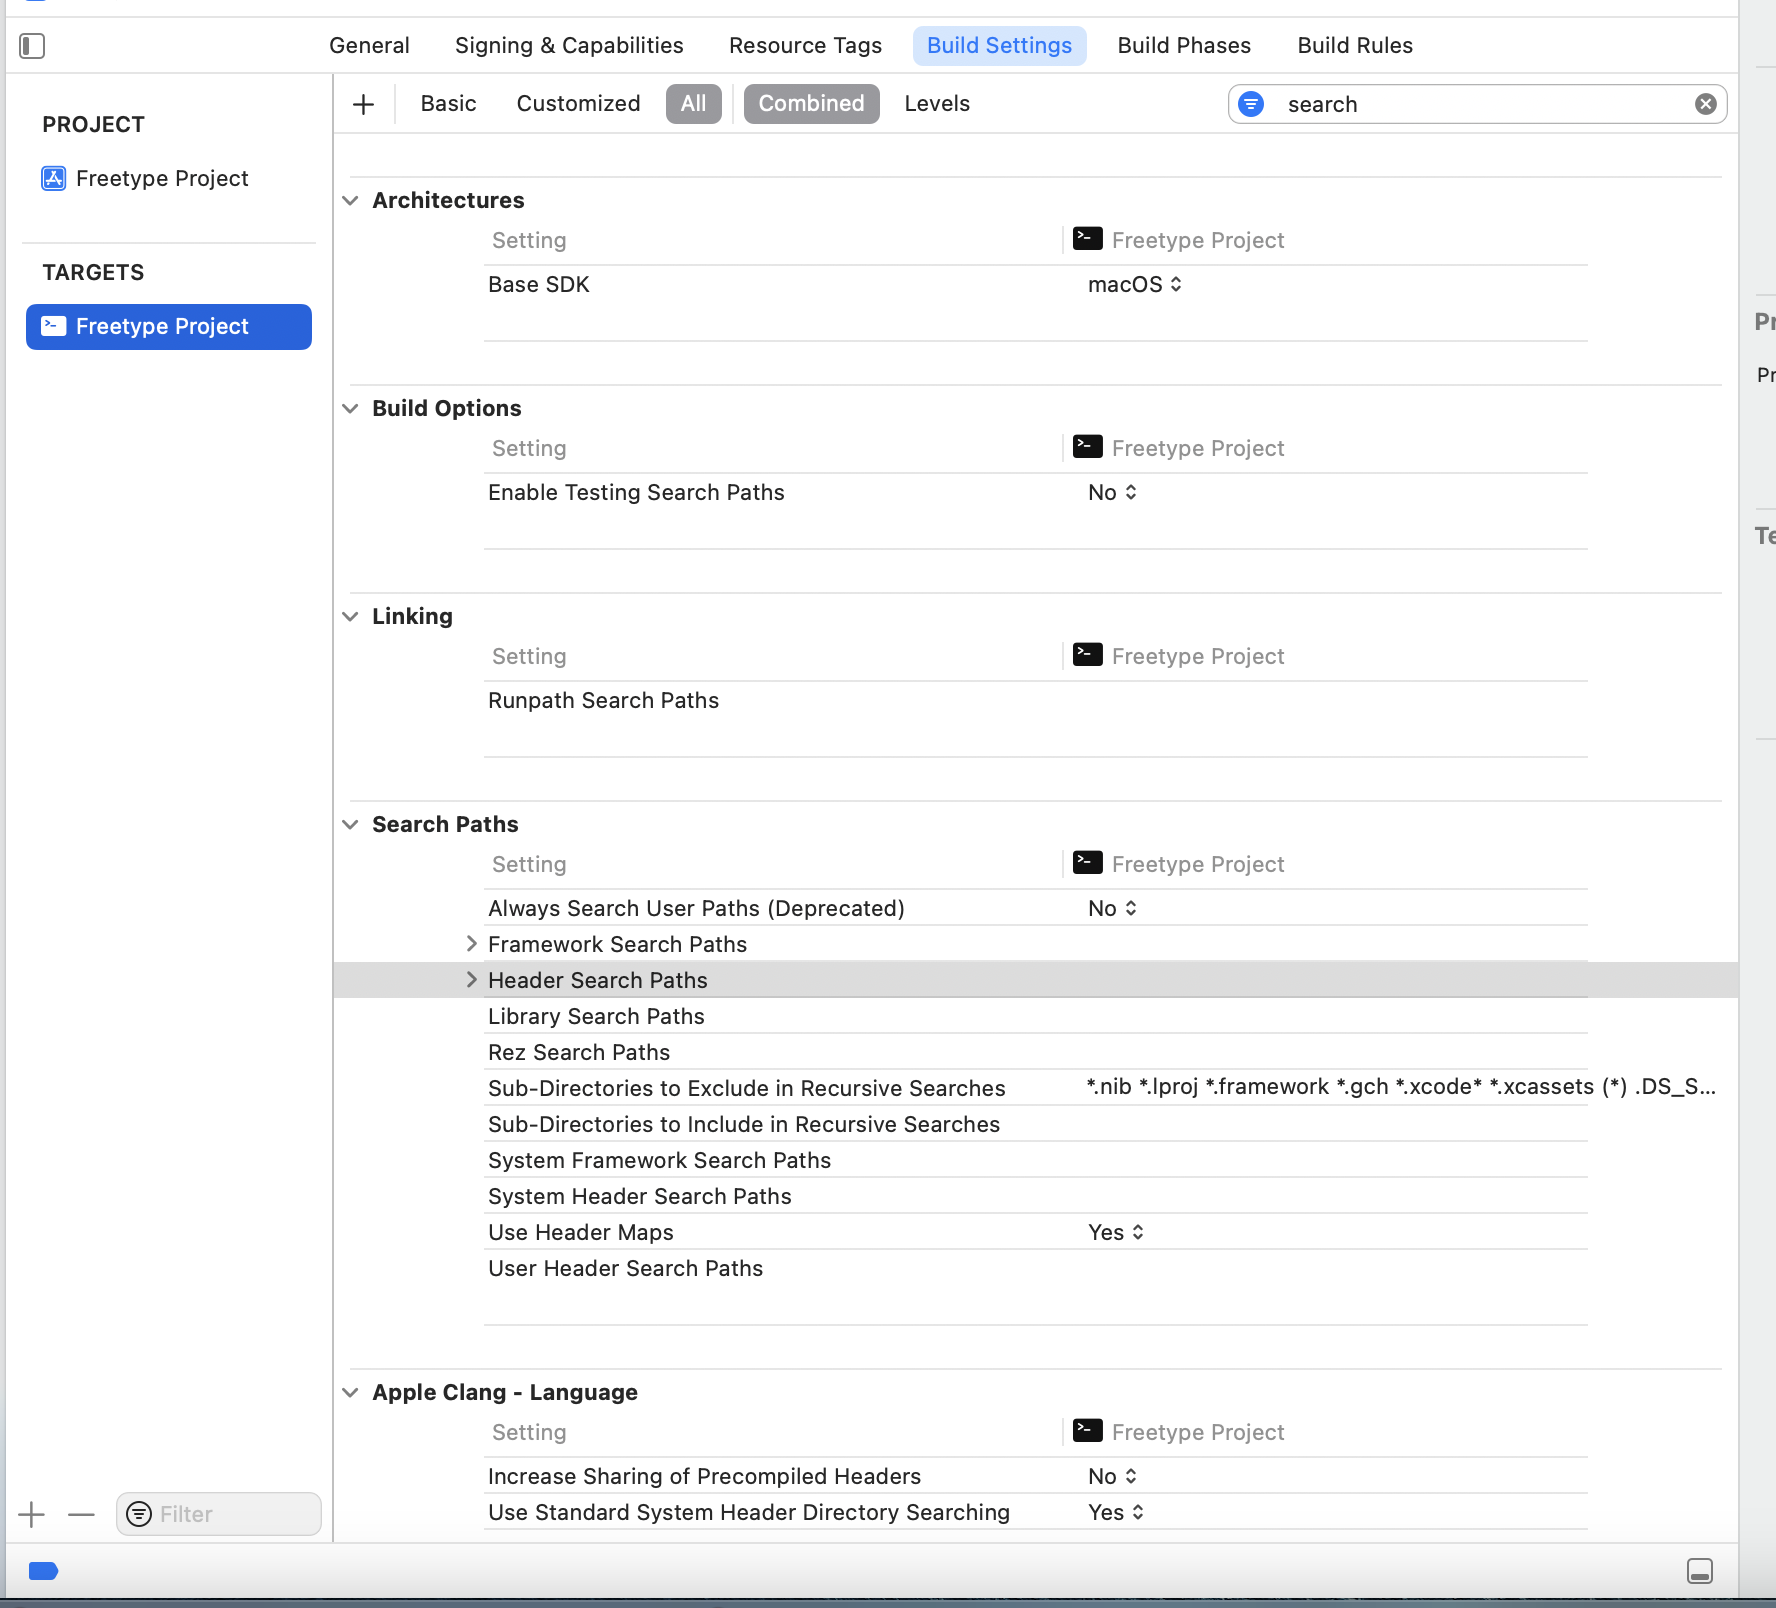 General Signing & Capabilities Resource Tags Build Settings Build Phases Build Rules
Basic Customized All Combined Levels search
PROJECT
Freetype Project
TARGETS
Freetype Project
Architectures
Setting Freetype Project
Base SDK macOS
Build Options
Setting Freetype Project
Enable Testing Search Paths No
Linking
Setting Freetype Project
Runpath Search Paths
Search Paths
Setting Freetype Project
Always Search User Paths (Deprecated) No
Framework Search Paths
Header Search Paths
Library Search Paths
Rez Search Paths
Sub-Directories to Exclude in Recursive Searches *.nib *.lproj *.framework *.gch *.xcode* *.xcassets (*) .DS_S...
Sub-Directories to Include in Recursive Searches
System Framework Search Paths
System Header Search Paths
Use Header Maps Yes
User Header Search Paths
Apple Clang - Language
Setting Freetype Project
Increase Sharing of Precompiled Headers No
Use Standard System Header Directory Searching Yes
Filter
Pr
Pr
Te